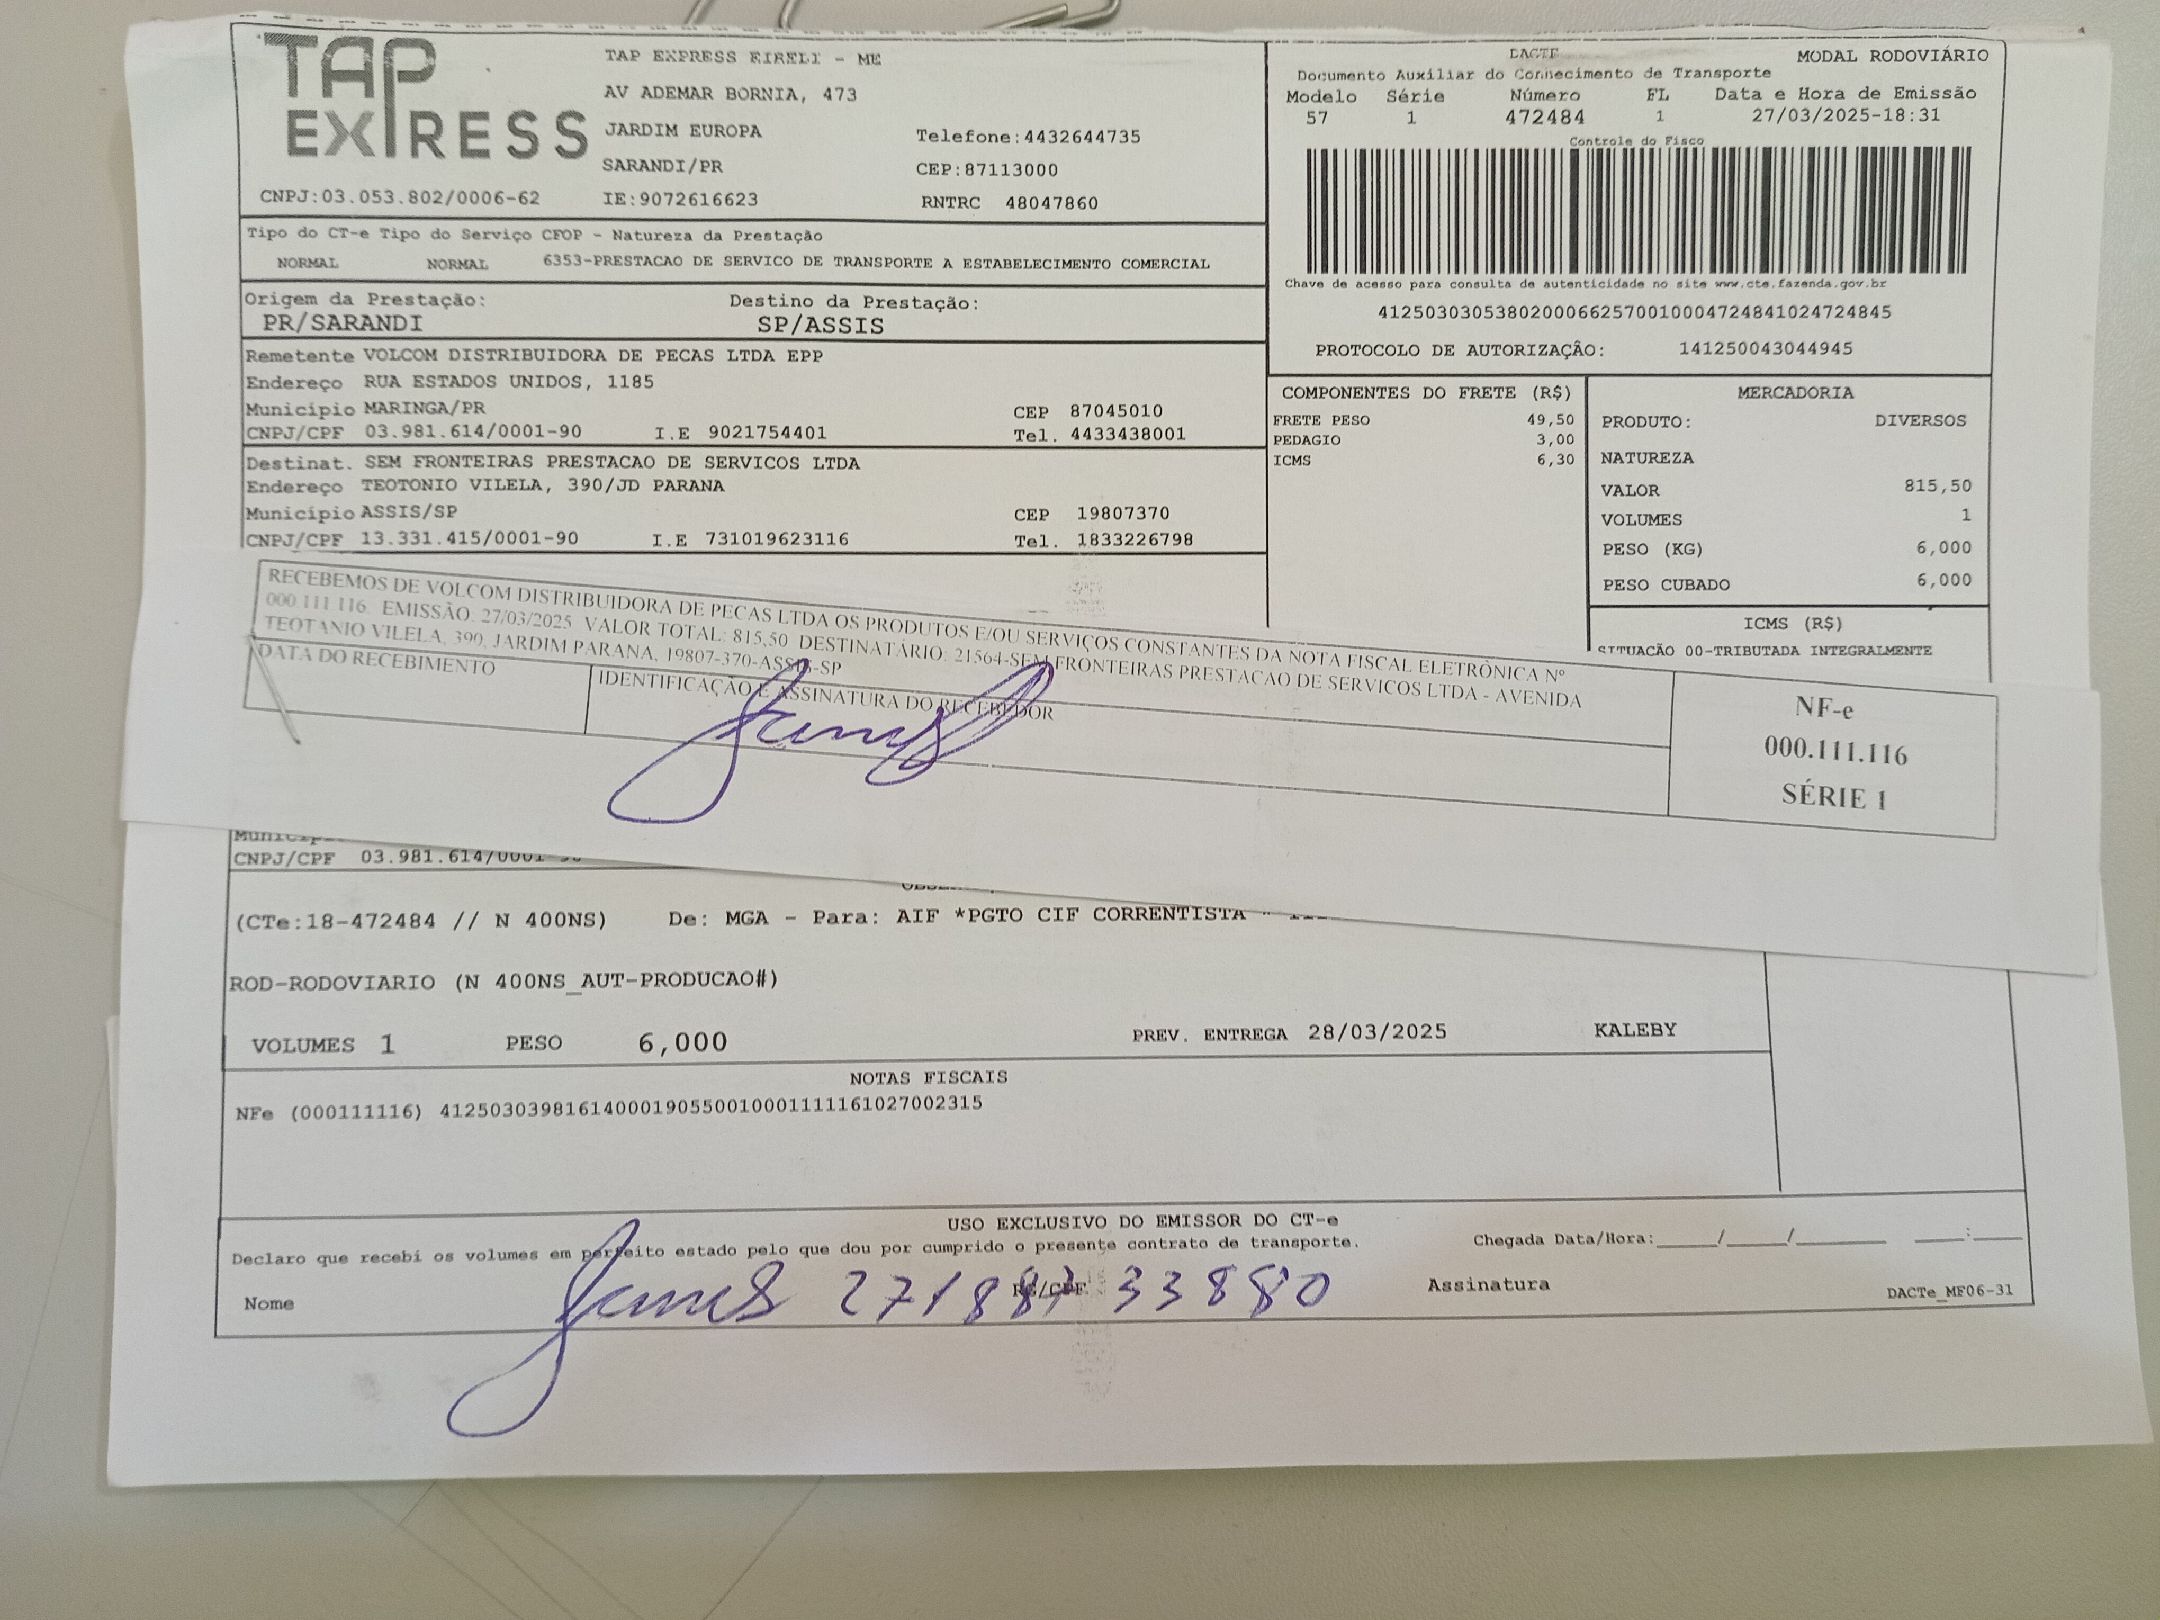 TAP EXPRESS
TAP EXPRESS EIRELI - ME
AV ADEMAR BORNIA, 473
JARDIM EUROPA
Telefone:4432644735
SARANDI/PR
CEP:87113000
CNPJ:03.053.802/0006-62 IE:9072616623 RNTRC 48047860
DACTE MODAL RODOVIÁRIO
Documento Auxiliar do Conhecimento de Transporte
Modelo Série Número FL Data e Hora de Emissão
57 1 472484 1 27/03/2025-18:31
Controle do Fisco
Chave de acesso para consulta de autenticidade no site www.cte.fazenda.gov.br
41250303053802000662570010004724841024724845
PROTOCOLO DE AUTORIZAÇÃO: 141250043044945
Tipo do CT-e Tipo do Serviço CFOP - Natureza da Prestação
NORMAL NORMAL 6353-PRESTACAO DE SERVICO DE TRANSPORTE A ESTABELECIMENTO COMERCIAL
Origem da Prestação: Destino da Prestação:
PR/SARANDI SP/ASSIS
Remetente VOLCOM DISTRIBUIDORA DE PECAS LTDA EPP
Endereço RUA ESTADOS UNIDOS, 1185
Município MARINGA/PR CEP 87045010
CNPJ/CPF 03.981.614/0001-90 I.E 9021754401 Tel. 4433438001
Destinat. SEM FRONTEIRAS PRESTACAO DE SERVICOS LTDA
Endereço TEOTONIO VILELA, 390/JD PARANA
Município ASSIS/SP CEP 19807370
CNPJ/CPF 13.331.415/0001-90 I.E 731019623116 Tel. 1833226798
COMPONENTES DO FRETE (R$)
FRETE PESO 49,50
PEDAGIO 3,00
ICMS 6,30
MERCADORIA
PRODUTO: DIVERSOS
NATUREZA
VALOR 815,50
VOLUMES 1
PESO (KG) 6,000
PESO CUBADO 6,000
ICMS (R$)
SITUACÃO 00-TRIBUTADA INTEGRALMENTE
RECEBEMOS DE VOLCOM DISTRIBUIDORA DE PECAS LTDA OS PRODUTOS E/OU SERVIÇOS CONSTANTES DA NOTA FISCAL ELETRÔNICA Nº
000.111.116. EMISSÃO: 27/03/2025 VALOR TOTAL: 815,50 DESTINATÁRIO: 21564-SEM FRONTEIRAS PRESTACAO DE SERVICOS LTDA - AVENIDA
TEOTANIO VILELA, 390, JARDIM PARANA, 19807-370-ASSIS-SP
DATA DO RECEBIMENTO
IDENTIFICAÇÃO E ASSINATURA DO RECEBEDOR
NF-e
000.111.116
SÉRIE 1
CNPJ/CPF 03.981.614/0001-90
(CTe:18-472484 // N 400NS) De: MGA - Para: AIF *PGTO CIF CORRENTISTA
ROD-RODOVIARIO (N 400NS_AUT-PRODUCAO#)
VOLUMES 1 PESO 6,000 PREV. ENTREGA 28/03/2025 KALEBY
NOTAS FISCAIS
NFe (000111116) 41250303981614000190550010001111161027002315
USO EXCLUSIVO DO EMISSOR DO CT-e
Declaro que recebi os volumes em perfeito estado pelo que dou por cumprido o presente contrato de transporte. Chegada Data/Hora:____/____/______ ___:___
Nome RG/CPF Assinatura
DACTe_MF06-31